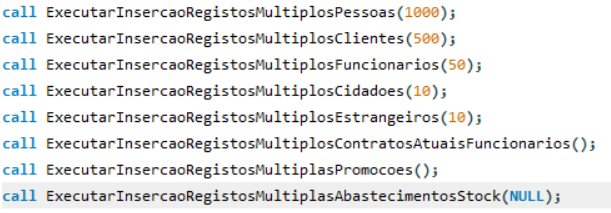 call ExecutarInsercaoRegistosMultiplosPessoas(1000);
call ExecutarInsercaoRegistosMultiplosClientes(500);
call ExecutarInsercaoRegistosMultiplosFuncionarios(50);
call ExecutarInsercaoRegistosMultiplosCidadoes(10);
call ExecutarInsercaoRegistosMultiplosEstrangeiros(10);
call ExecutarInsercaoRegistosMultiplosContratosAtuaisFuncionarios();
call ExecutarInsercaoRegistosMultiplasPromocoes();
call ExecutarInsercaoRegistosMultiplasAbastecimentosStock(NULL);